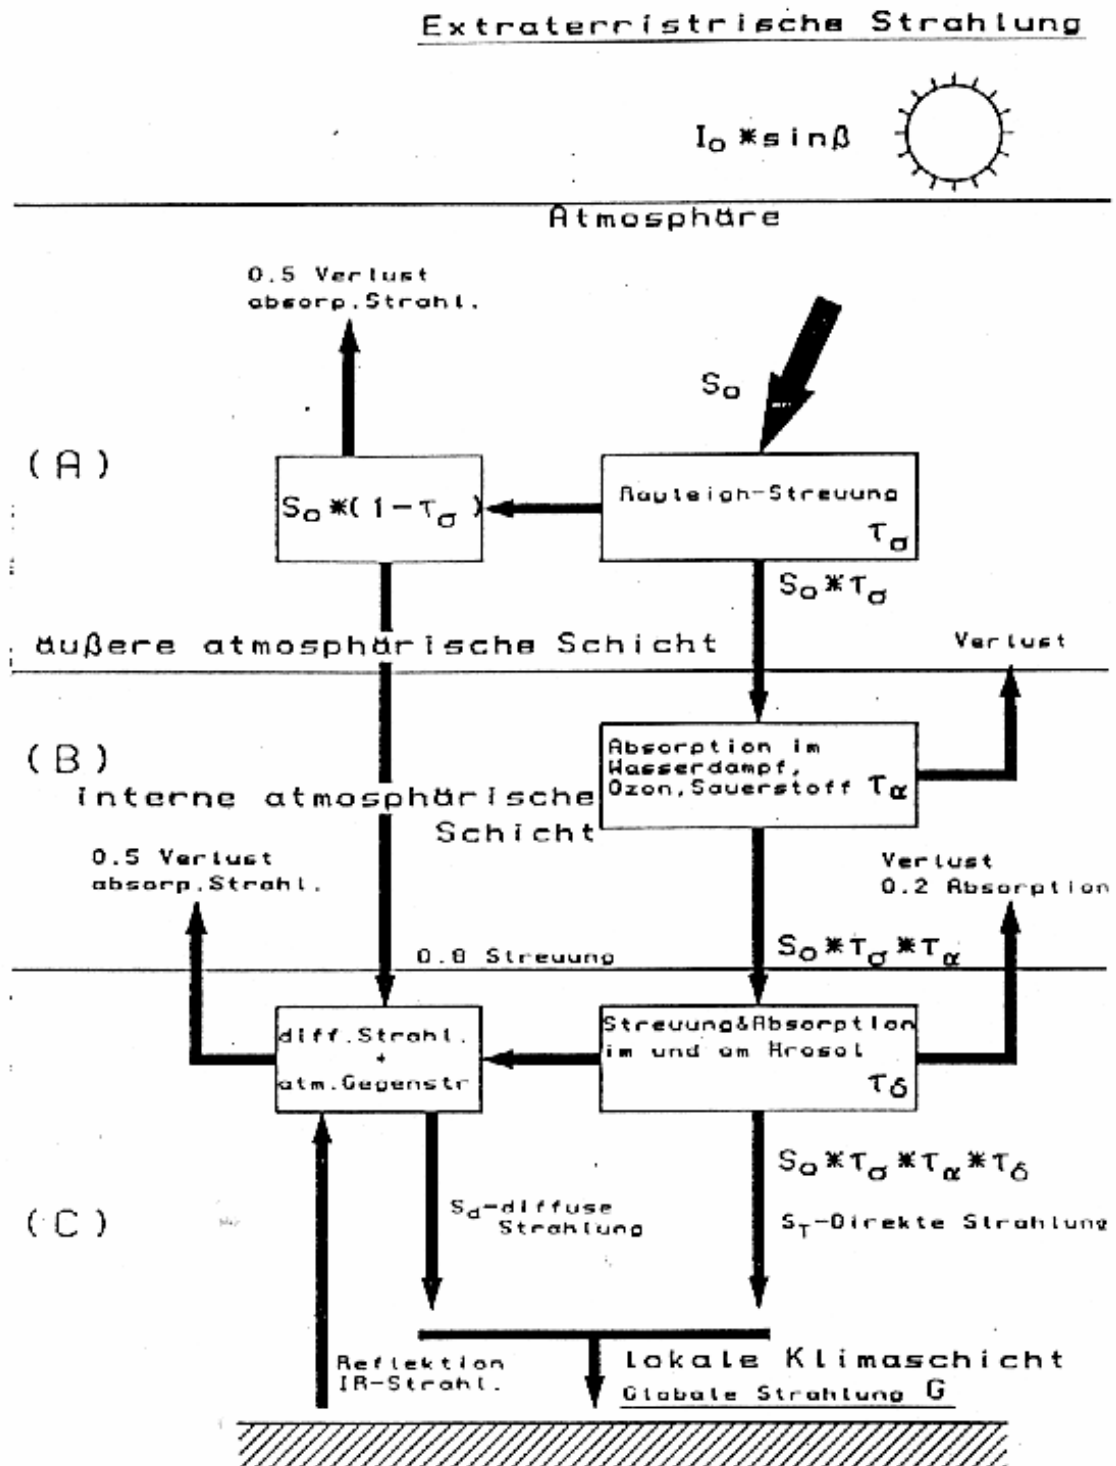 Extraterristrische Strahlung
I₀ *sinβ
Atmosphäre
0.5 Verlust
absorp.Strahl.
S₀
(A)
S₀ *( 1-τσ )
Rayleigh-Streuung
τσ
S₀ *τσ
äußere atmosphärische Schicht
Verlust
(B)
Absorption im
Wasserdampf,
Ozon,Sauerstoff τα
interne atmosphärische
Schicht
0.5 Verlust
absorp.Strahl.
Verlust
0.2 Absorption
0.8 Streuung
S₀ *τσ *τα
diff.Strahl.
+
atm.Gegenstr
Streuung&Absorption
im und am Arosol
τδ
S₀ *τσ *τα *τδ
(C)
Sd-diffuse
Strahlung
ST-Direkte Strahlung
Reflektion
IR-Strahl.
lokale Klimaschicht
Globale Strahlung G